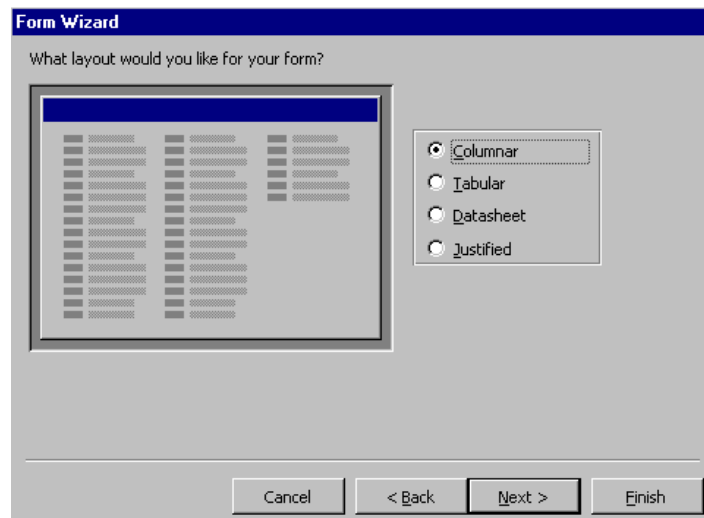 Form Wizard
What layout would you like for your form?
Columnar
Tabular
Datasheet
Justified
Cancel
< Back
Next >
Finish